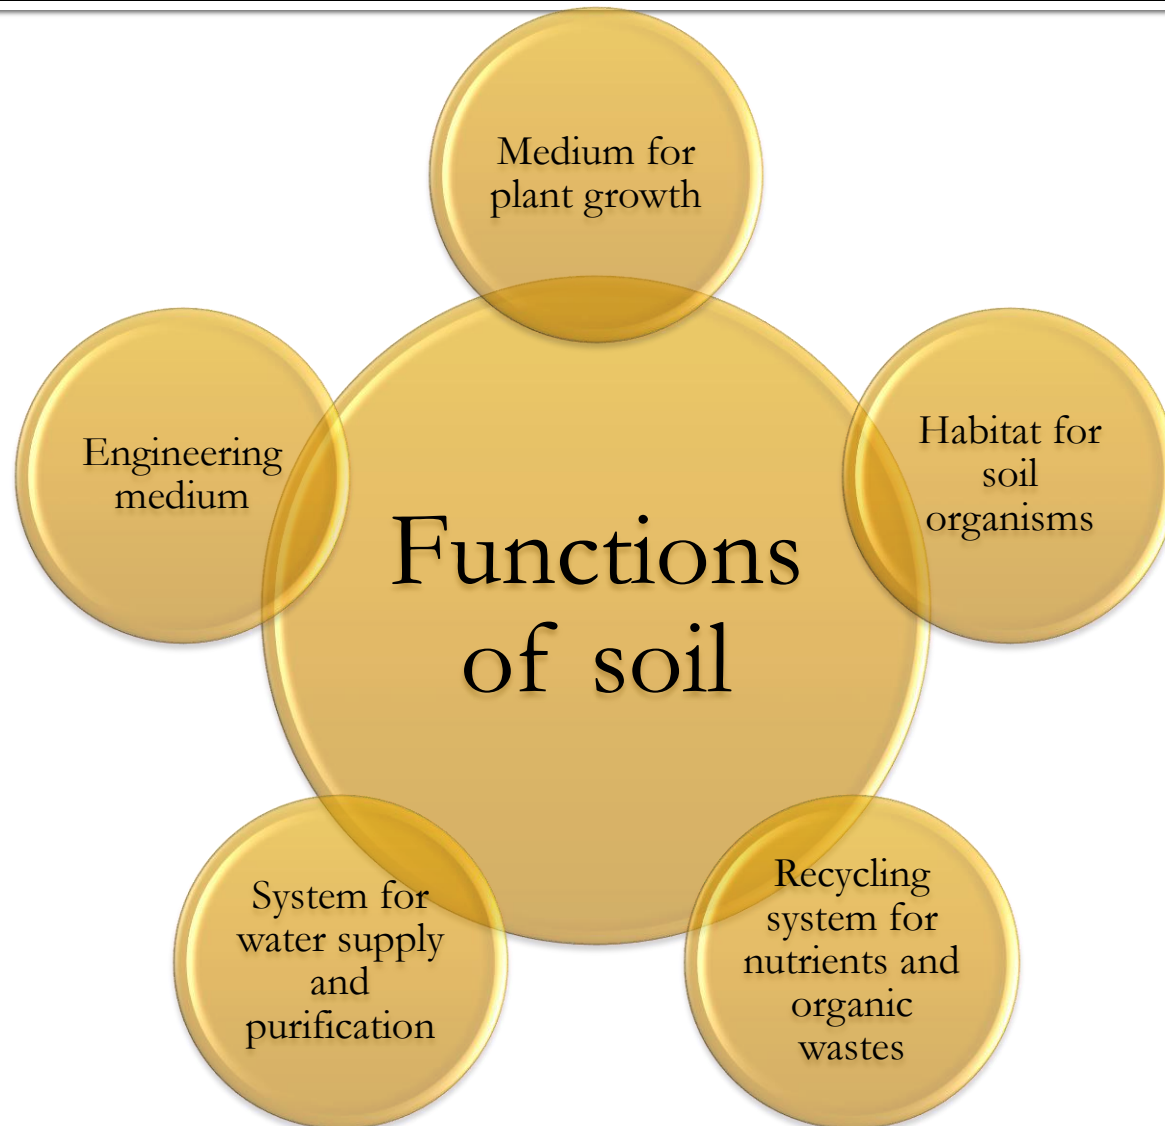 Medium for
plant growth
Habitat for
soil
organisms
Recycling
system for
nutrients and
organic
wastes
System for
water supply
and
purification
Engineering
medium
Functions
of soil